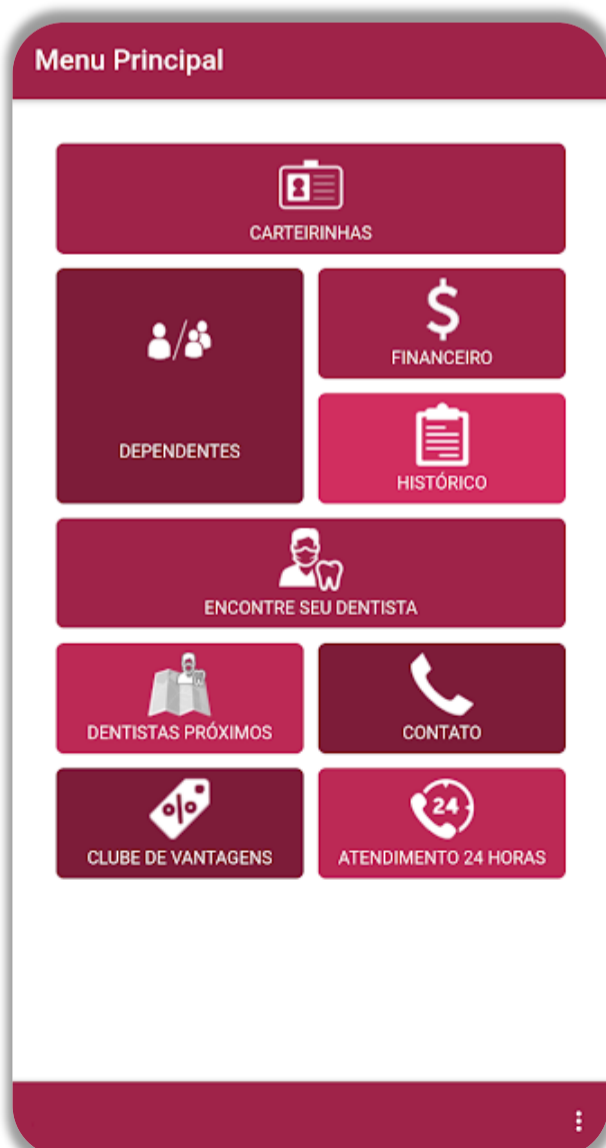 Menu Principal
CARTEIRINHAS
DEPENDENTES
$
FINANCEIRO
HISTÓRICO
ENCONTRE SEU DENTISTA
DENTISTAS PRÓXIMOS
CONTATO
%
CLUBE DE VANTAGENS
24
ATENDIMENTO 24 HORAS